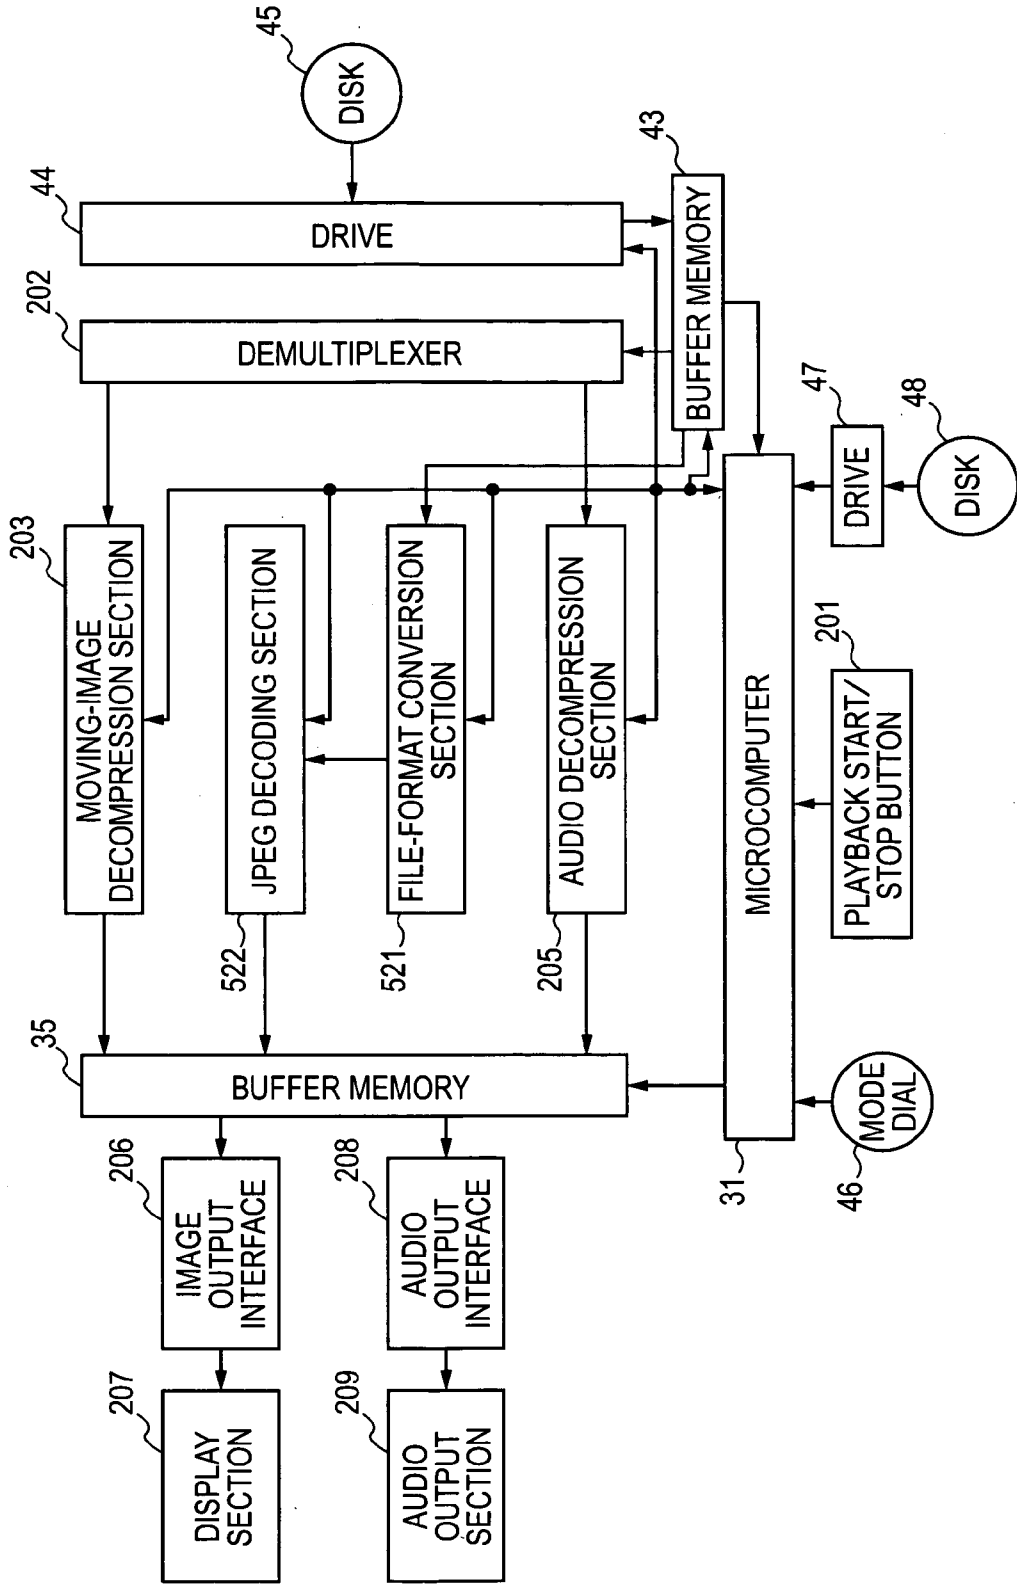 207
DISPLAY
SECTION
206
IMAGE
OUTPUT
INTERFACE
209
AUDIO
OUTPUT
SECTION
208
AUDIO
OUTPUT
INTERFACE
35
BUFFER MEMORY
203
MOVING-IMAGE
DECOMPRESSION SECTION
522
JPEG DECODING SECTION
521
FILE-FORMAT CONVERSION
SECTION
205
AUDIO DECOMPRESSION
SECTION
202
DEMULTIPLEXER
44
DRIVE
45
DISK
43
BUFFER MEMORY
31
MICROCOMPUTER
46
MODE
DIAL
201
PLAYBACK START/
STOP BUTTON
47
DRIVE
48
DISK